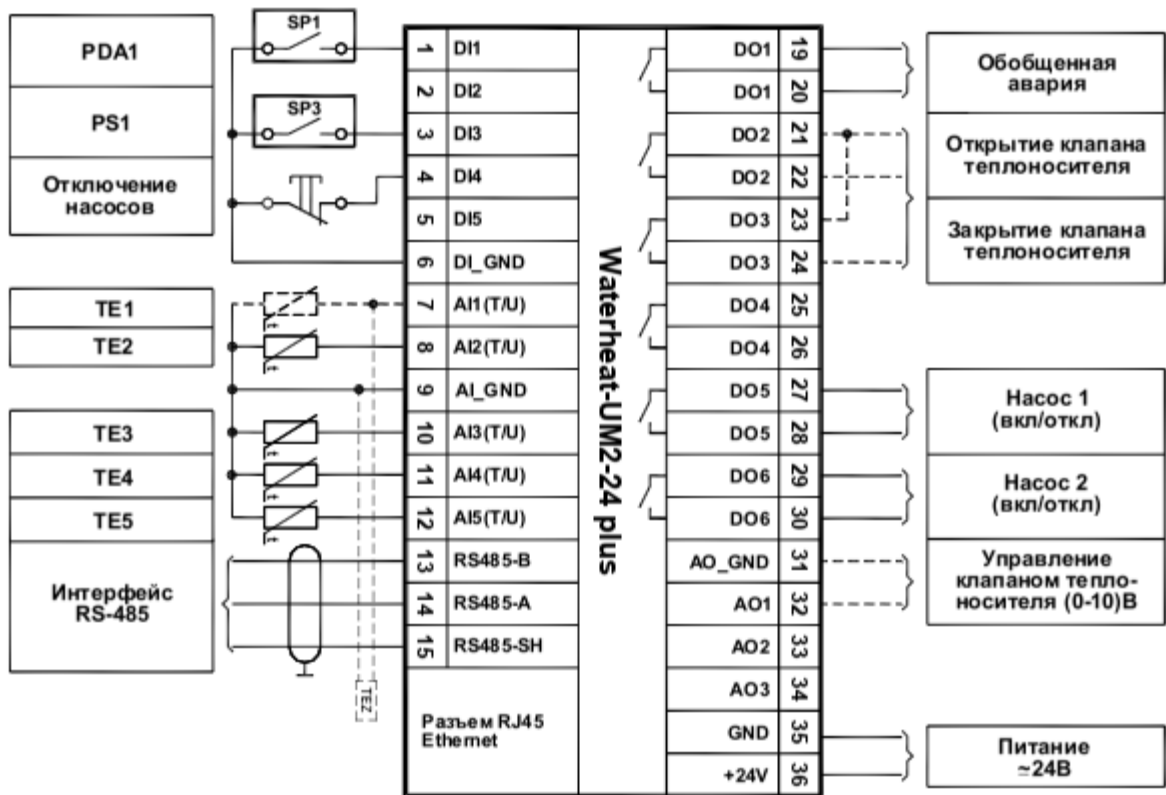 PDA1
PS1
Отключение
насосов
TE1
TE2
TE3
TE4
TE5
Интерфейс
RS-485
SP1
SP3
t
t
t
t
t
TEZ
1 DI1
2 DI2
3 DI3
4 DI4
5 DI5
6 DI_GND
7 AI1(T/U)
8 AI2(T/U)
9 AI_GND
10 AI3(T/U)
11 AI4(T/U)
12 AI5(T/U)
13 RS485-B
14 RS485-A
15 RS485-SH
Разъем RJ45
Ethernet
Waterheat-UM2-24 plus
DO1 19
DO1 20
DO2 21
DO2 22
DO3 23
DO3 24
DO4 25
DO4 26
DO5 27
DO5 28
DO6 29
DO6 30
AO_GND 31
AO1 32
AO2 33
AO3 34
GND 35
+24V 36
Обобщенная
авария
Открытие клапана
теплоносителя
Закрытие клапана
теплоносителя
Насос 1
(вкл/откл)
Насос 2
(вкл/откл)
Управление
клапаном тепло-
носителя (0-10)В
Питание
≃24В